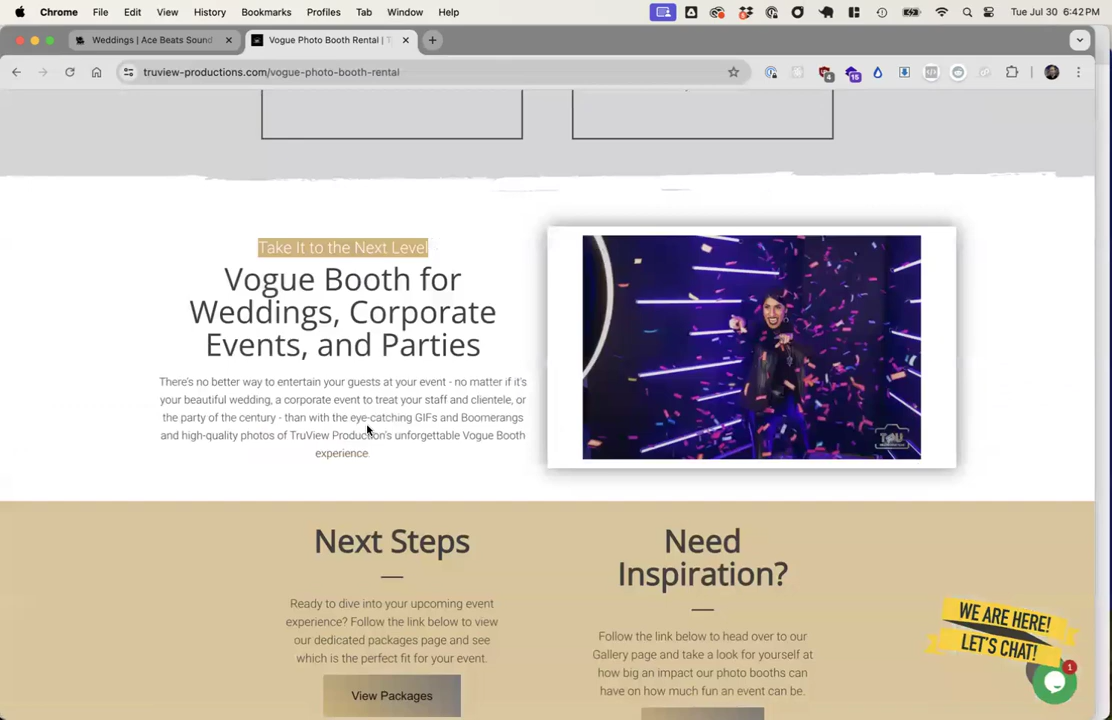 Chrome File Edit View History Bookmarks Profiles Tab Window Help Tue Jul 30 6:42 PM
Weddings | Ace Beats Sound
Vogue Photo Booth Rental | T
truview-productions.com/vogue-photo-booth-rental
4
15
Take It to the Next Level
Vogue Booth for
Weddings, Corporate
Events, and Parties
There's no better way to entertain your guests at your event - no matter if it's
your beautiful wedding, a corporate event to treat your staff and clientele, or
the party of the century - than with the eye-catching GIFs and Boomerangs
and high-quality photos of TruView Production's unforgettable Vogue Booth
experience.
Next Steps
Ready to dive into your upcoming event
experience? Follow the link below to view
our dedicated packages page and see
which is the perfect fit for your event.
View Packages
Need
Inspiration?
Follow the link below to head over to our
Gallery page and take a look for yourself at
how big an impact our photo booths can
have on how much fun an event can be.
WE ARE HERE!
LET'S CHAT!
1